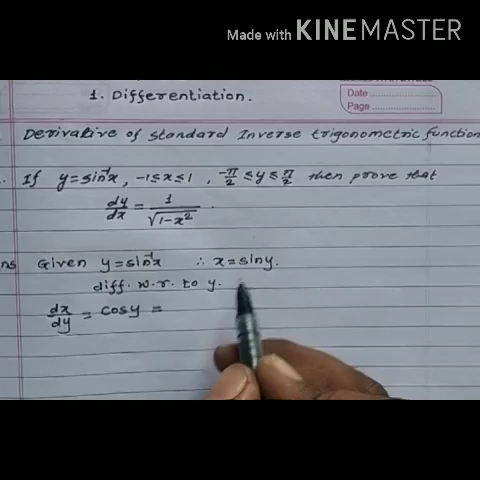 Made with KINEMASTER
1. Differentiation.
Date
Page
Derivative of standard Inverse trigonometric function
If y=sin⁻¹x, -1≤x≤1, -π/2 ≤y≤ π/2 then prove that
dy/dx = 1/√1-x² .
ns Given y=sin⁻¹x ∴ x=siny.
diff. w.r. to y.
dx/dy = cosy =